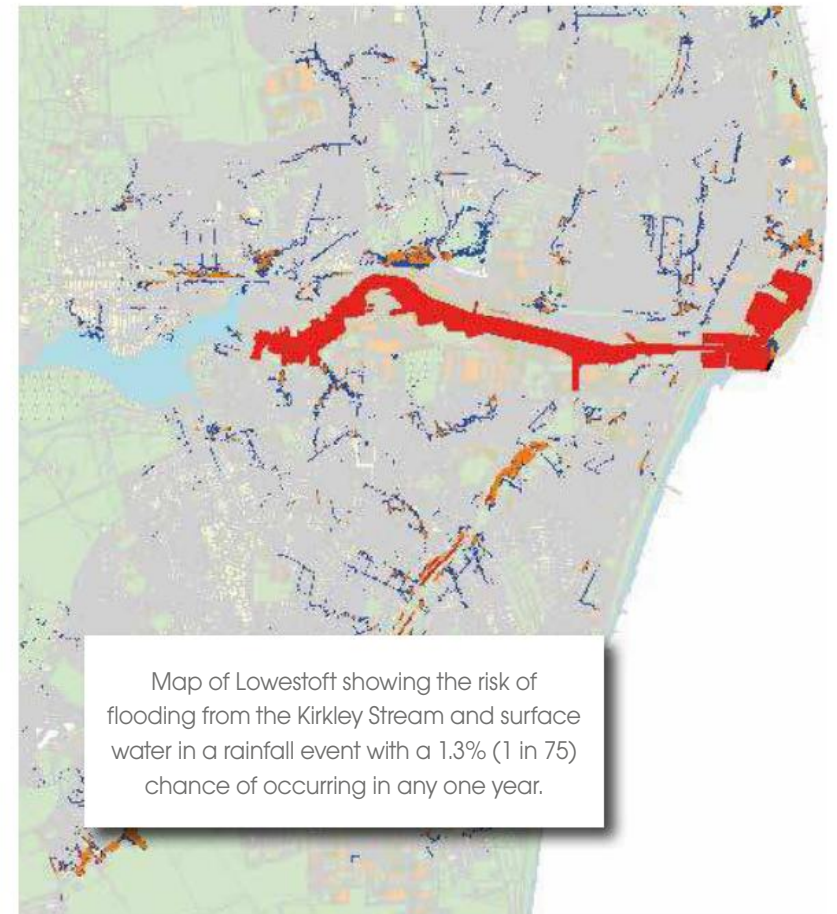 Map of Lowestoft showing the risk of
flooding from the Kirkley Stream and surface
water in a rainfall event with a 1.3% (1 in 75)
chance of occurring in any one year.